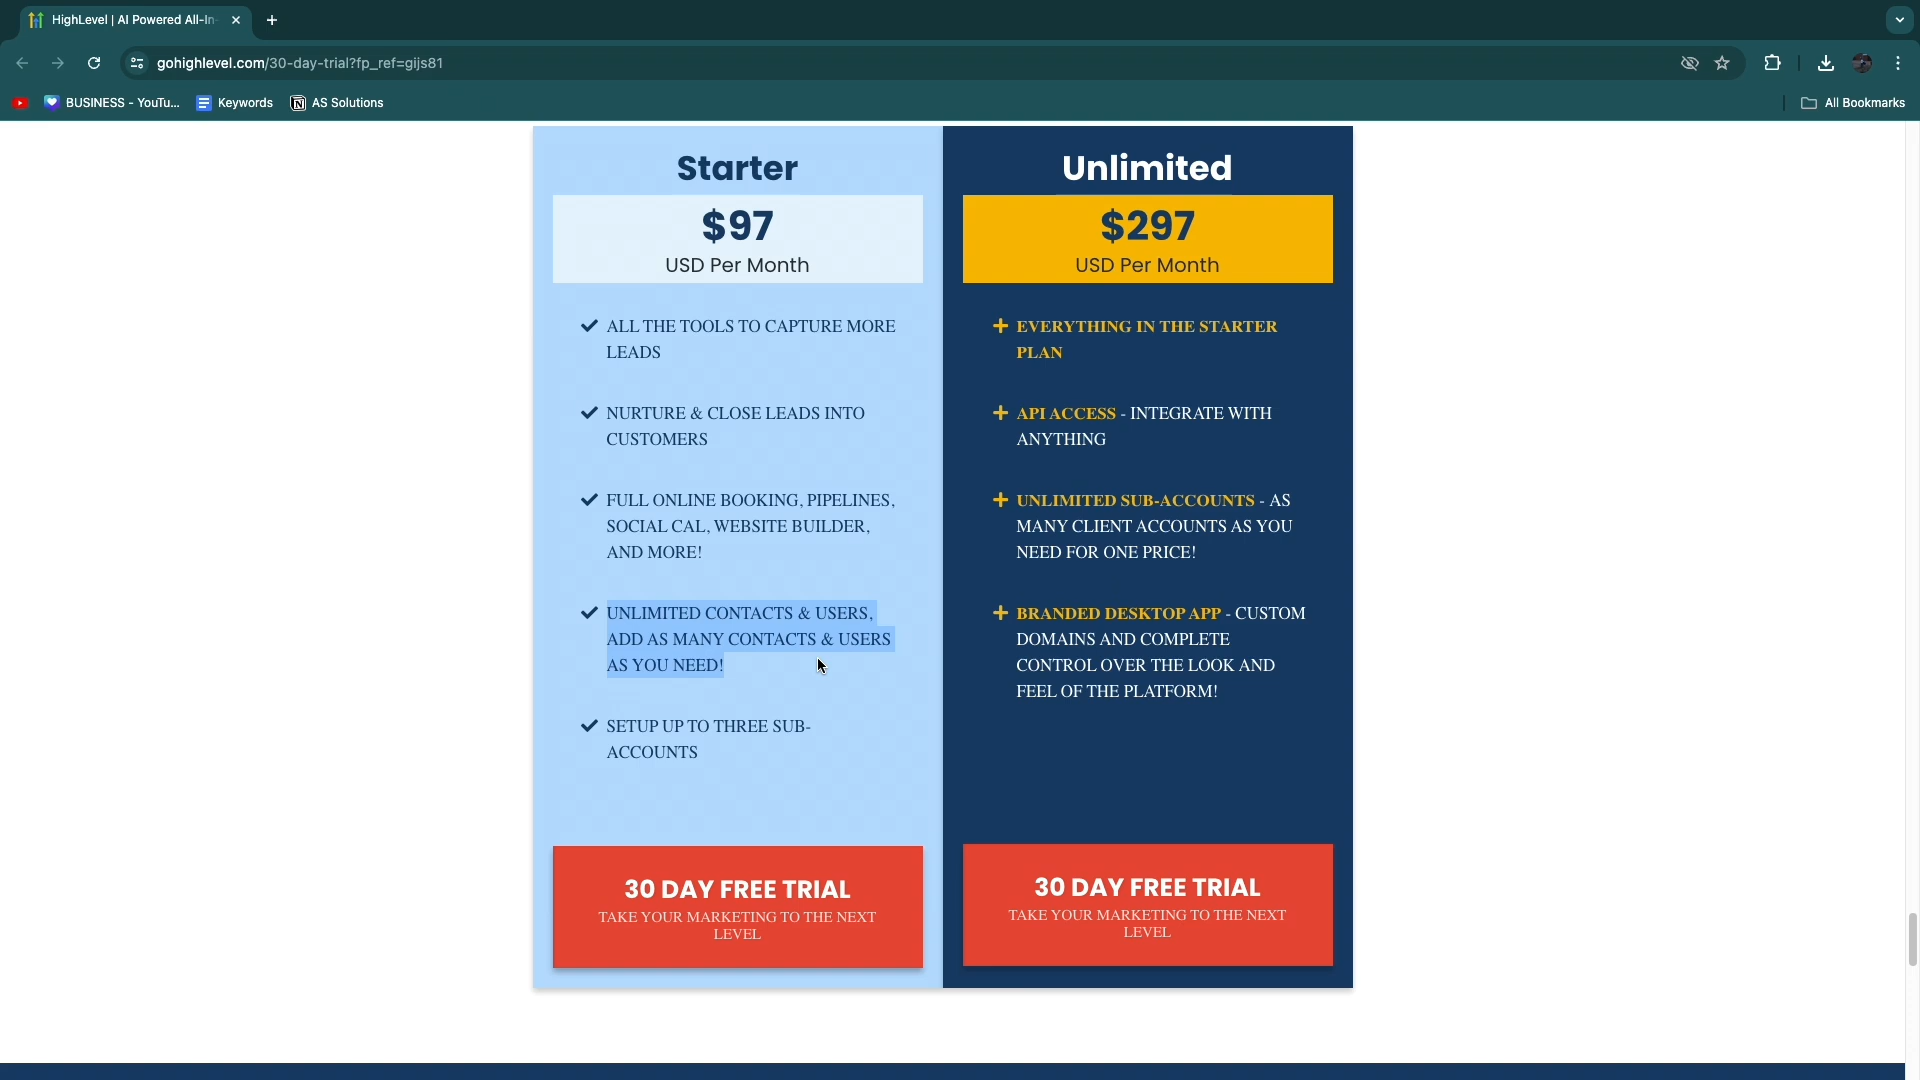 HighLevel | AI Powered All-In-
gohighlevel.com/30-day-trial?fp_ref=gijs81
BUSINESS - YouTu...
Keywords
AS Solutions
All Bookmarks
Starter
$97
USD Per Month
ALL THE TOOLS TO CAPTURE MORE
LEADS
NURTURE & CLOSE LEADS INTO
CUSTOMERS
FULL ONLINE BOOKING, PIPELINES,
SOCIAL CAL, WEBSITE BUILDER,
AND MORE!
UNLIMITED CONTACTS & USERS,
ADD AS MANY CONTACTS & USERS
AS YOU NEED!
SETUP UP TO THREE SUB-
ACCOUNTS
30 DAY FREE TRIAL
TAKE YOUR MARKETING TO THE NEXT
LEVEL
Unlimited
$297
USD Per Month
EVERYTHING IN THE STARTER
PLAN
API ACCESS - INTEGRATE WITH
ANYTHING
UNLIMITED SUB-ACCOUNTS - AS
MANY CLIENT ACCOUNTS AS YOU
NEED FOR ONE PRICE!
BRANDED DESKTOP APP - CUSTOM
DOMAINS AND COMPLETE
CONTROL OVER THE LOOK AND
FEEL OF THE PLATFORM!
30 DAY FREE TRIAL
TAKE YOUR MARKETING TO THE NEXT
LEVEL